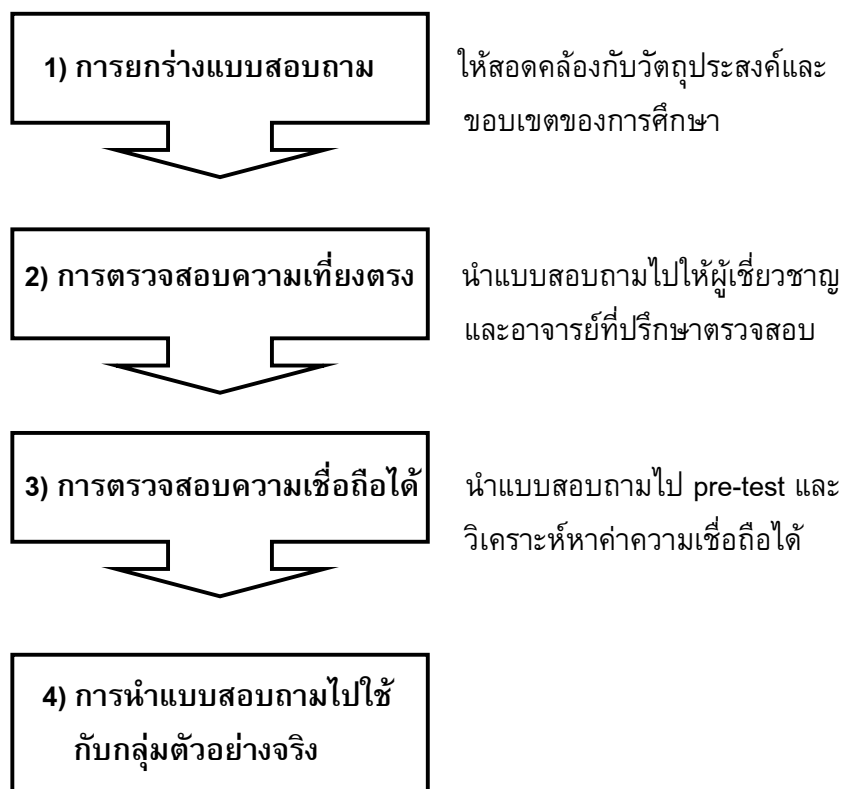 1) การยกร่างแบบสอบถาม
ให้สอดคล้องกับวัตถุประสงค์และ
ขอบเขตของการศึกษา
2) การตรวจสอบความเที่ยงตรง
นำแบบสอบถามไปให้ผู้เชี่ยวชาญ
และอาจารย์ที่ปรึกษาตรวจสอบ
3) การตรวจสอบความเชื่อถือได้
นำแบบสอบถามไป pre-test และ
วิเคราะห์หาค่าความเชื่อถือได้
4) การนำแบบสอบถามไปใช้
กับกลุ่มตัวอย่างจริง